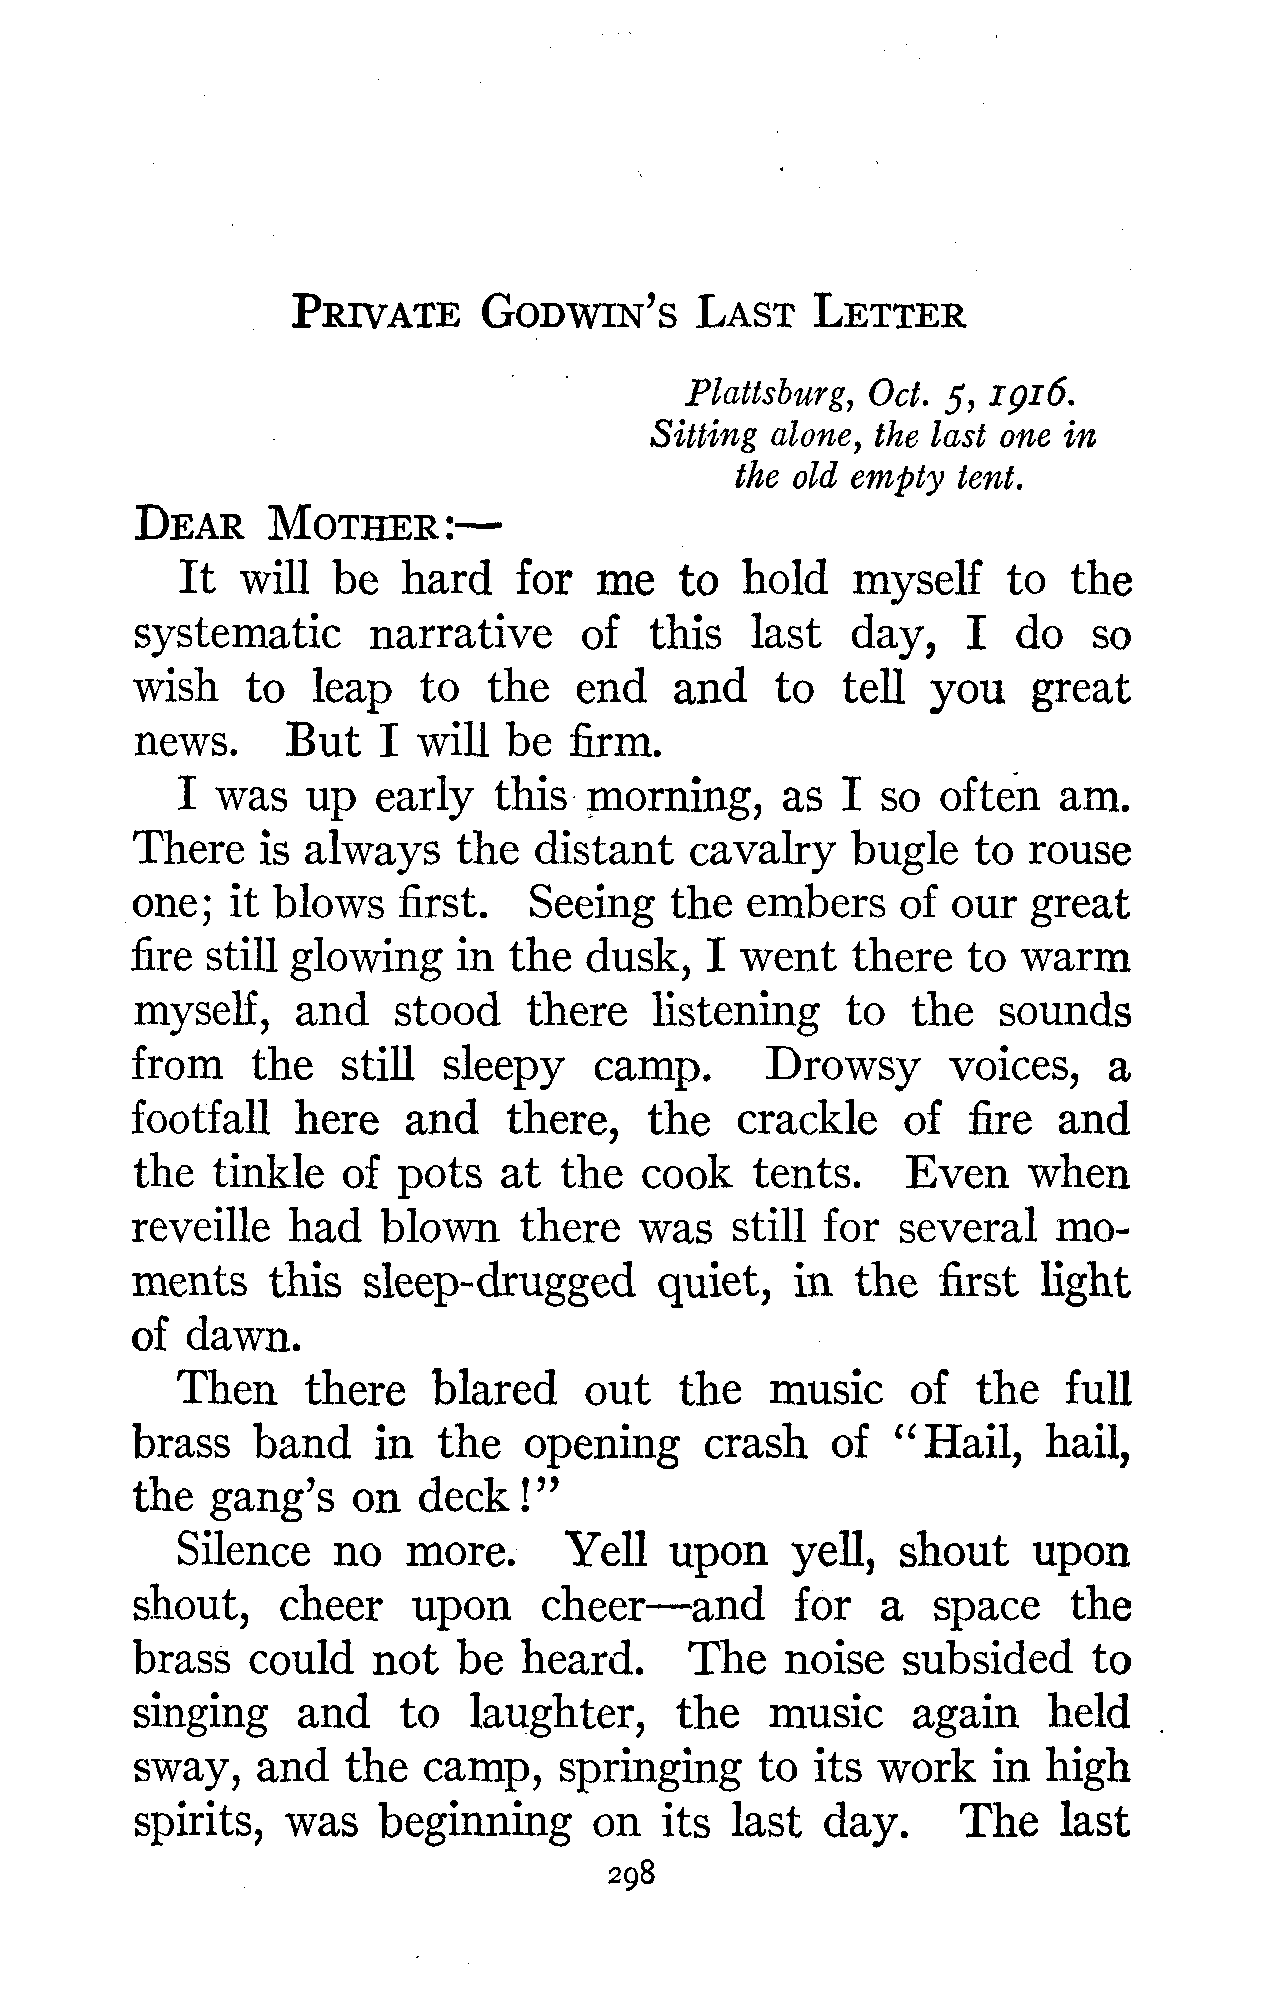 PRIVATE GODWIN'S LAST LETTER
Plattsburg, Oct. 5, 1916.
Sitting alone, the last one in
the old empty tent.
DEAR MOTHER:—
It will be hard for me to hold myself to the
systematic narrative of this last day, I do so
wish to leap to the end and to tell you great
news. But I will be firm.
I was up early this morning, as I so often am.
There is always the distant cavalry bugle to rouse
one; it blows first. Seeing the embers of our great
fire still glowing in the dusk, I went there to warm
myself, and stood there listening to the sounds
from the still sleepy camp. Drowsy voices, a
footfall here and there, the crackle of fire and
the tinkle of pots at the cook tents. Even when
reveille had blown there was still for several mo-
ments this sleep-drugged quiet, in the first light
of dawn.
Then there blared out the music of the full
brass band in the opening crash of "Hail, hail,
the gang's on deck!"
Silence no more. Yell upon yell, shout upon
shout, cheer upon cheer—and for a space the
brass could not be heard. The noise subsided to
singing and to laughter, the music again held
sway, and the camp, springing to its work in high
spirits, was beginning on its last day. The last
298